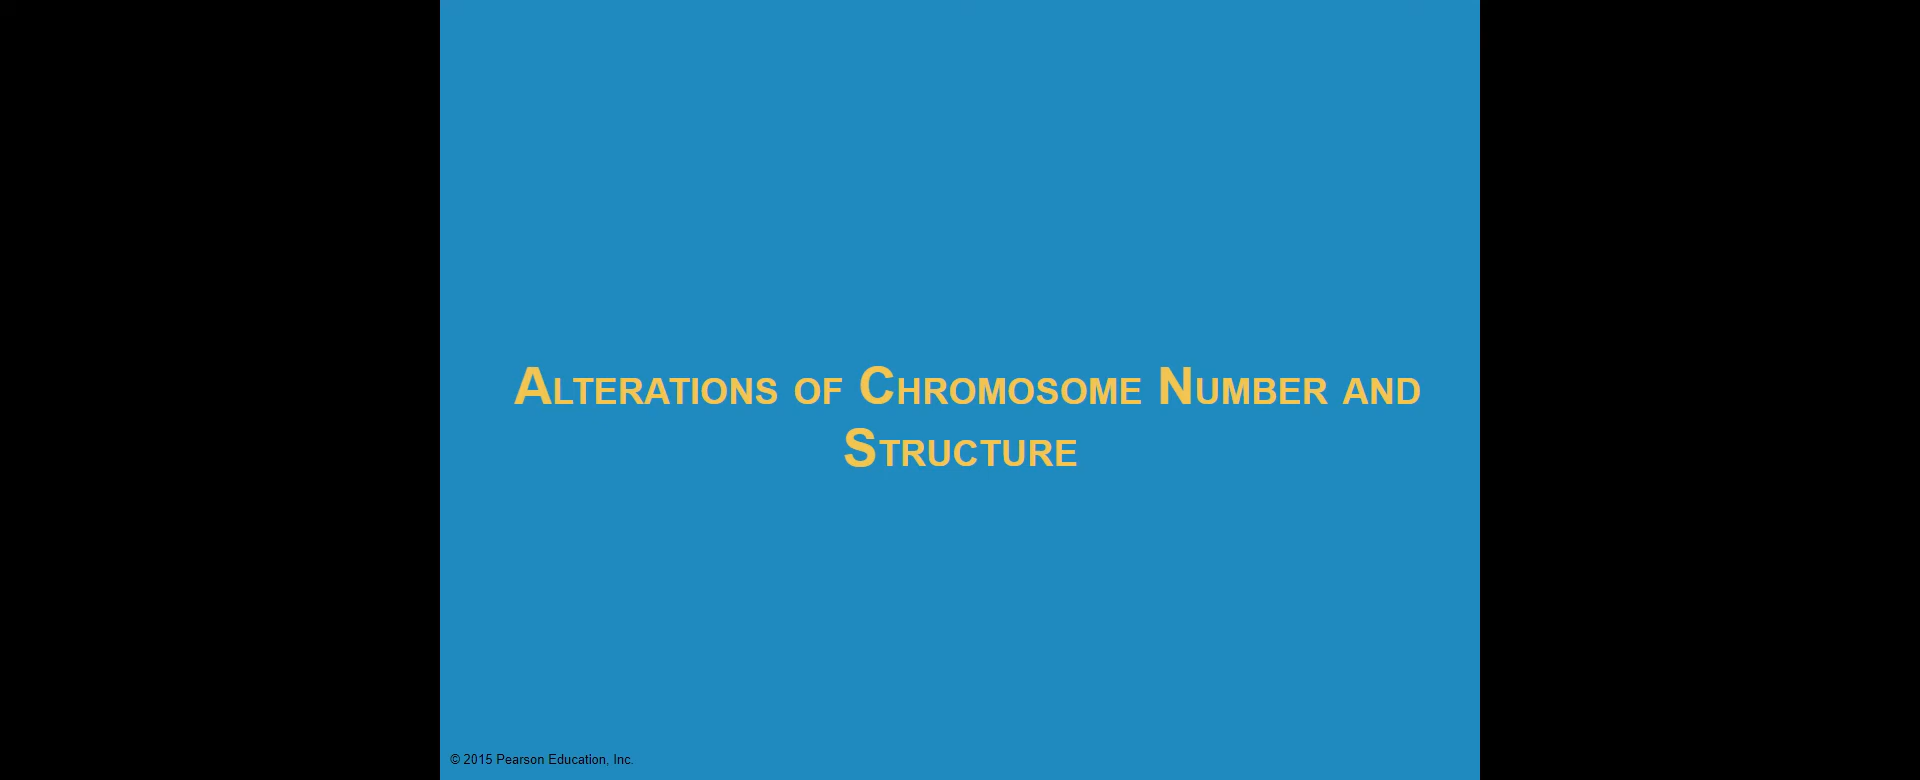 Alterations of Chromosome Number and
Structure
© 2015 Pearson Education, Inc.